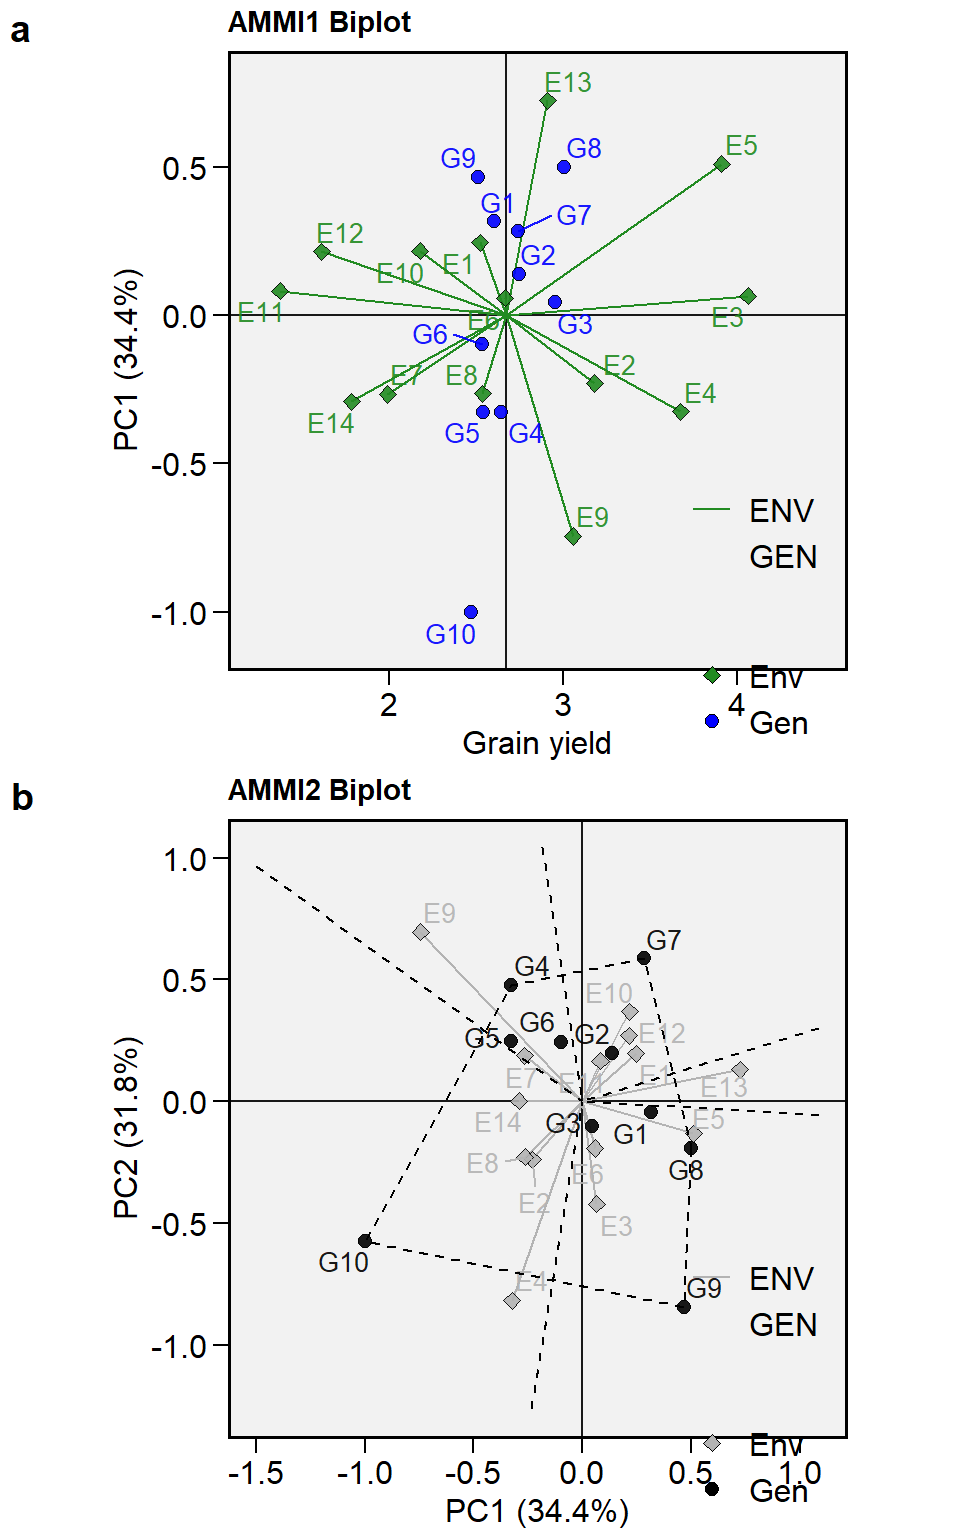 a
AMMI1 Biplot
E13
E5
G9
G8
G1
G7
E12
G2
E10
E1
E11
E6
G3
E3
G6
E7
E8
E2
E14
G5
G4
E4
E9
G10
ENV
GEN
Env
Gen
0.5
0.0
-0.5
-1.0
PC1 (34.4%)
2
3
4
Grain yield
b
AMMI2 Biplot
E9
G7
G4
E10
G5
G6
G2
E12
E7
E11
E1
E13
E14
G3
G1
E5
E8
E6
G8
E2
E3
G10
E4
G9
ENV
GEN
Env
Gen
1.0
0.5
0.0
-0.5
-1.0
PC2 (31.8%)
-1.5
-1.0
-0.5
0.0
0.5
1.0
PC1 (34.4%)